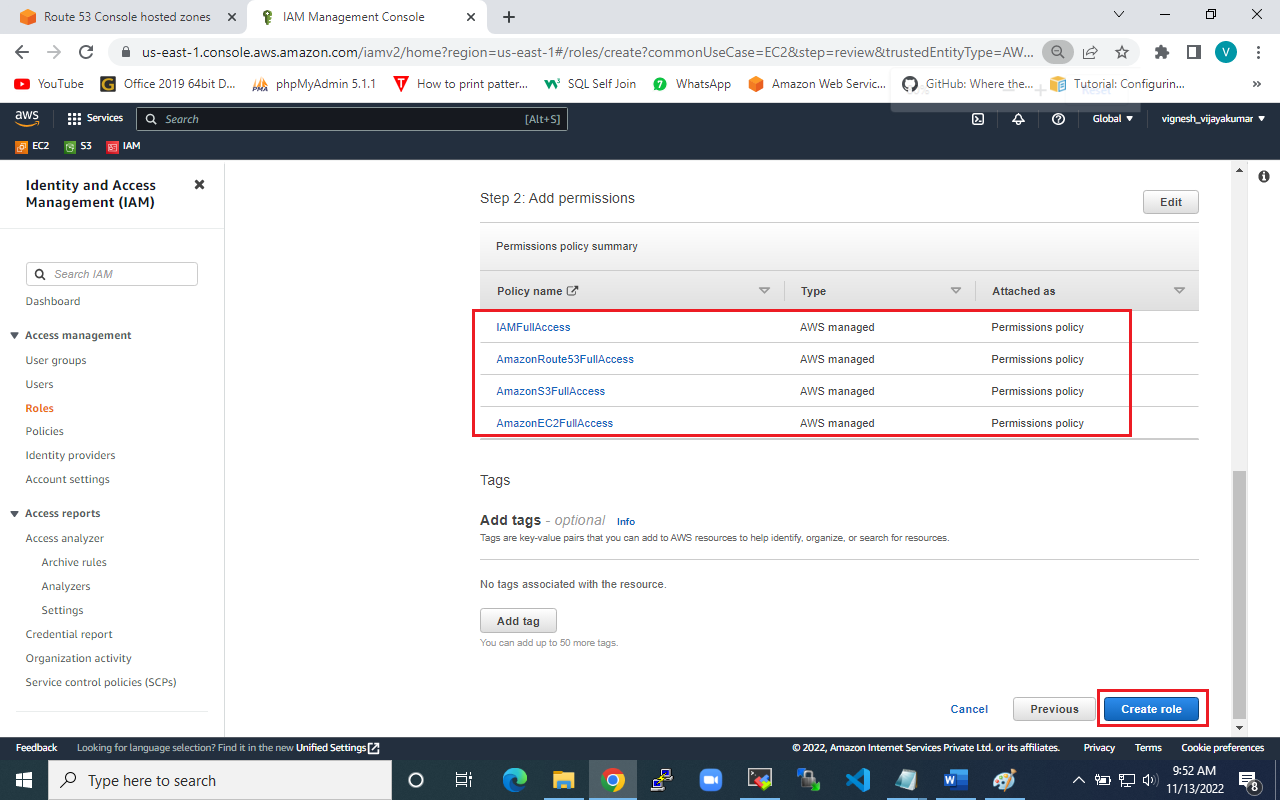 Route 53 Console hosted zones
IAM Management Console
us-east-1.console.aws.amazon.com/iamv2/home?region=us-east-1#/roles/create?commonUseCase=EC2&step=review&trustedEntityType=AW...
V
YouTube
Office 2019 64bit D...
phpMyAdmin 5.1.1
How to print patter...
SQL Self Join
WhatsApp
Amazon Web Servic...
GitHub: Where the...
Tutorial: Configurin...
»
aws
Services
Search
[Alt+S]
Global
vignesh_vijayakumar
EC2
S3
IAM
Identity and Access
Management (IAM)
Search IAM
Dashboard
Access management
User groups
Users
Roles
Policies
Identity providers
Account settings
Access reports
Access analyzer
Archive rules
Analyzers
Settings
Credential report
Organization activity
Service control policies (SCPs)
Step 2: Add permissions
Edit
Permissions policy summary
Policy name
Type
Attached as
IAMFullAccess
AWS managed
Permissions policy
AmazonRoute53FullAccess
AWS managed
Permissions policy
AmazonS3FullAccess
AWS managed
Permissions policy
AmazonEC2FullAccess
AWS managed
Permissions policy
Tags
Add tags - optional
Info
Tags are key-value pairs that you can add to AWS resources to help identify, organize, or search for resources.
No tags associated with the resource.
Add tag
You can add up to 50 more tags.
Cancel
Previous
Create role
Feedback
Looking for language selection? Find it in the new Unified Settings
© 2022, Amazon Internet Services Private Ltd. or its affiliates.
Privacy
Terms
Cookie preferences
Type here to search
9:52 AM
11/13/2022
8